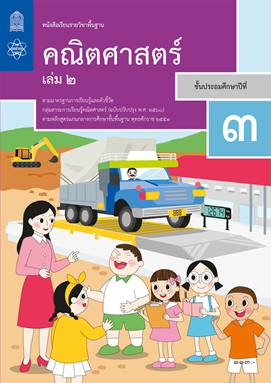 หนังสือเรียนรายวิชาพื้นฐาน
คณิตศาสตร์
เล่ม ๒
ชั้นประถมศึกษาปีที่
๓
ตามมาตรฐานการเรียนรู้และตัวชี้วัด
กลุ่มสาระการเรียนรู้คณิตศาสตร์ (ฉบับปรับปรุง พ.ศ. ๒๕๖๐)
ตามหลักสูตรแกนกลางการศึกษาขั้นพื้นฐาน พุทธศักราช ๒๕๕๑